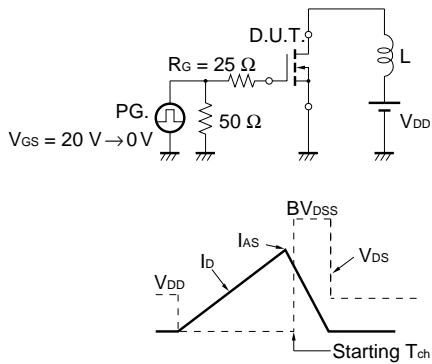 D.U.T.
RG = 25 Ω
L
PG.
50 Ω
VDD
VGS = 20 V → 0 V
BVDSS
IAS
ID
VDS
VDD
Starting Tch